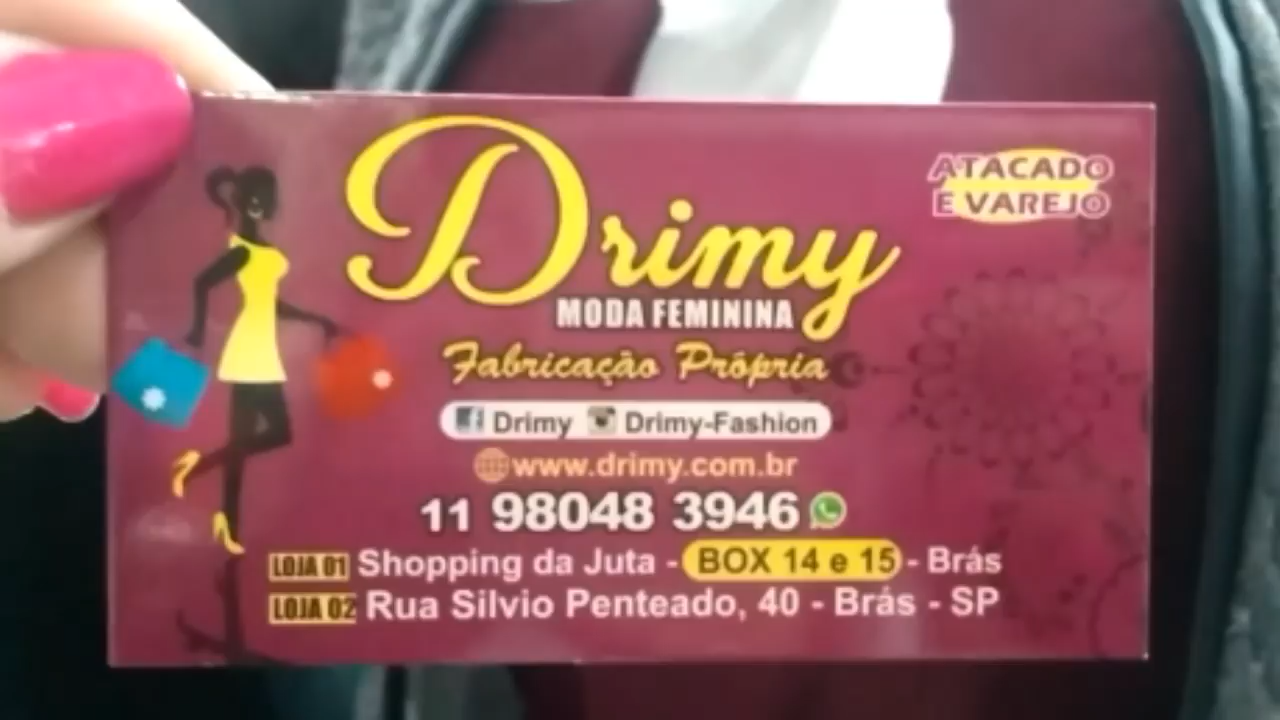 Drimy
ATACADO
E VAREJO
MODA FEMININA
Fabricação Própria
Drimy Drimy-Fashion
www.drimy.com.br
11 98048 3946
LOJA 01 Shopping da Juta - BOX 14 e 15 - Brás
LOJA 02 Rua Silvio Penteado, 40 - Brás - SP